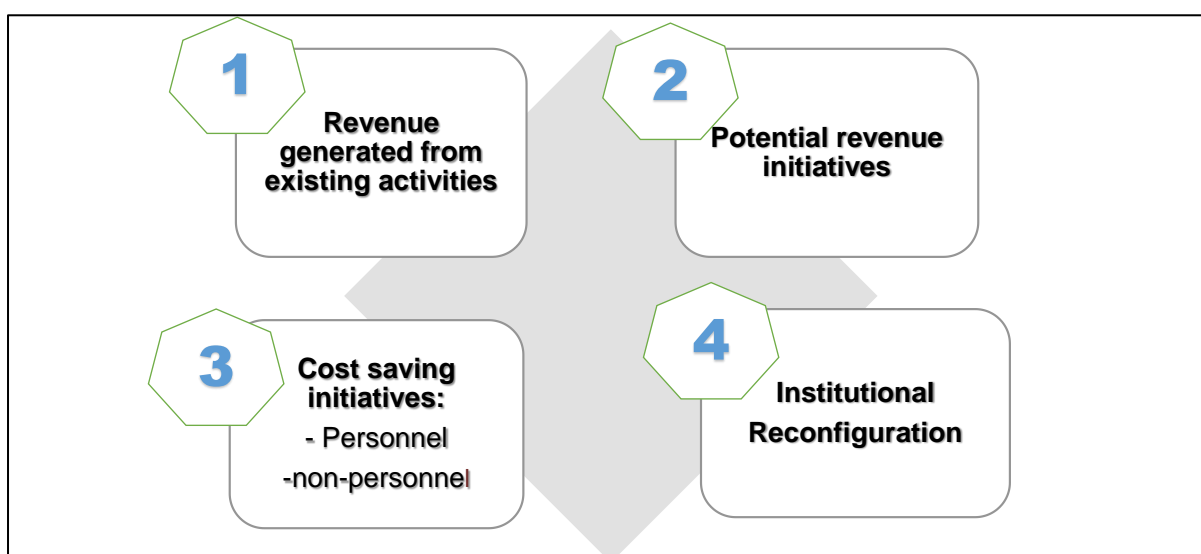 1
Revenue
generated from
existing activities
2
Potential revenue
initiatives
3
Cost saving
initiatives:
- Personnel
-non-personnel
4
Institutional
Reconfiguration